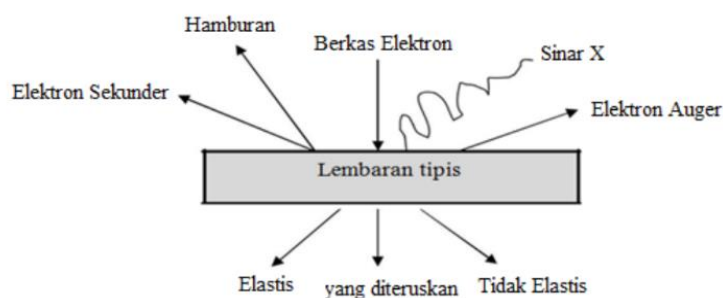 Hamburan
Berkas Elektron
Sinar X
Elektron Sekunder
Elektron Auger
Lembaran tipis
Elastis
yang diteruskan
Tidak Elastis